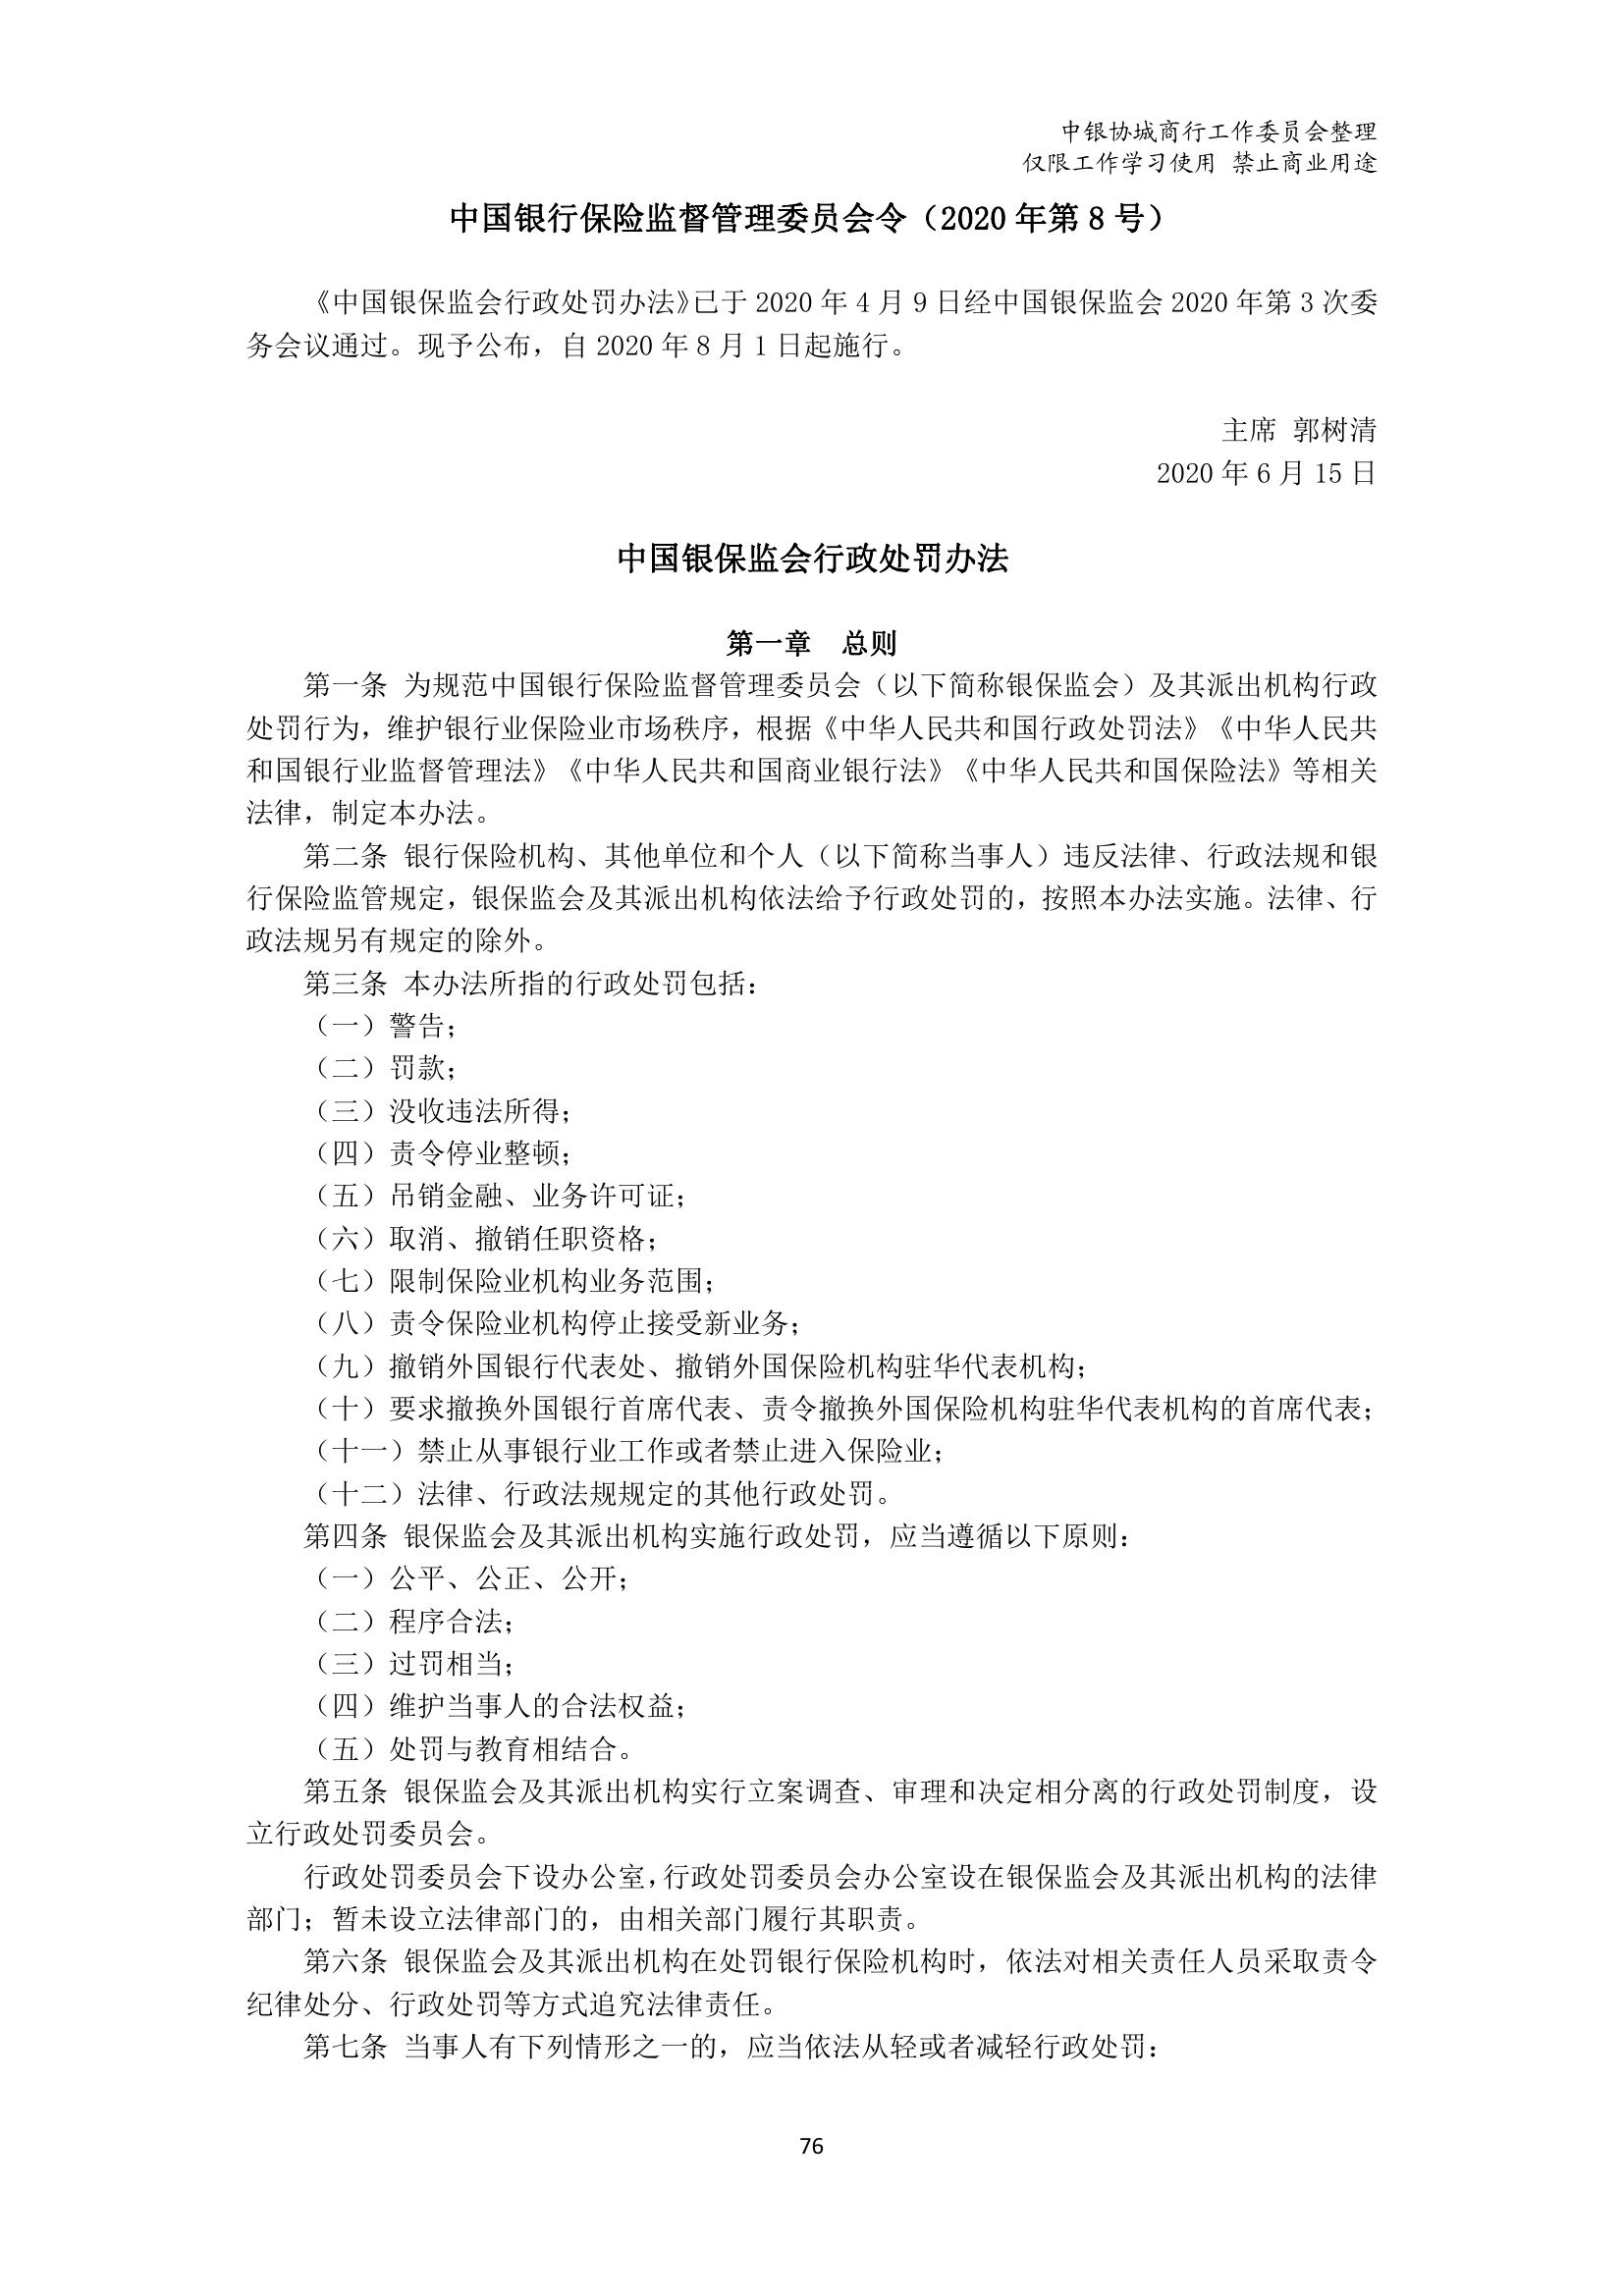 中银协城商行工作委员会整理
仅限工作学习使用 禁止商业用途
中国银行保险监督管理委员会令（2020 年第 8 号）
《中国银保监会行政处罚办法》已于 2020 年 4 月 9 日经中国银保监会 2020 年第 3 次委
务会议通过。现予公布，自 2020 年 8 月 1 日起施行。
主席 郭树清
2020 年 6 月 15 日
中国银保监会行政处罚办法
第一章　总则
第一条 为规范中国银行保险监督管理委员会（以下简称银保监会）及其派出机构行政
处罚行为，维护银行业保险业市场秩序，根据《中华人民共和国行政处罚法》《中华人民共
和国银行业监督管理法》《中华人民共和国商业银行法》《中华人民共和国保险法》等相关
法律，制定本办法。
第二条 银行保险机构、其他单位和个人（以下简称当事人）违反法律、行政法规和银
行保险监管规定，银保监会及其派出机构依法给予行政处罚的，按照本办法实施。法律、行
政法规另有规定的除外。
第三条 本办法所指的行政处罚包括：
（一）警告；
（二）罚款；
（三）没收违法所得；
（四）责令停业整顿；
（五）吊销金融、业务许可证；
（六）取消、撤销任职资格；
（七）限制保险业机构业务范围；
（八）责令保险业机构停止接受新业务；
（九）撤销外国银行代表处、撤销外国保险机构驻华代表机构；
（十）要求撤换外国银行首席代表、责令撤换外国保险机构驻华代表机构的首席代表；
（十一）禁止从事银行业工作或者禁止进入保险业；
（十二）法律、行政法规规定的其他行政处罚。
第四条 银保监会及其派出机构实施行政处罚，应当遵循以下原则：
（一）公平、公正、公开；
（二）程序合法；
（三）过罚相当；
（四）维护当事人的合法权益；
（五）处罚与教育相结合。
第五条 银保监会及其派出机构实行立案调查、审理和决定相分离的行政处罚制度，设
立行政处罚委员会。
行政处罚委员会下设办公室，行政处罚委员会办公室设在银保监会及其派出机构的法律
部门；暂未设立法律部门的，由相关部门履行其职责。
第六条 银保监会及其派出机构在处罚银行保险机构时，依法对相关责任人员采取责令
纪律处分、行政处罚等方式追究法律责任。
第七条 当事人有下列情形之一的，应当依法从轻或者减轻行政处罚：
76